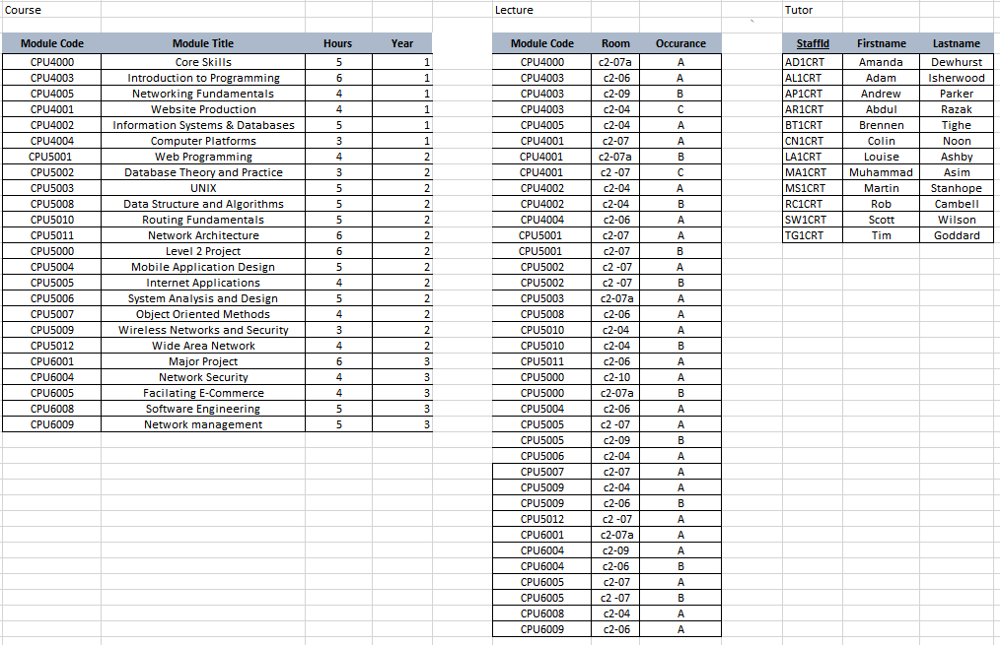 Course Lecture Tutor
Module Code Module Title Hours Year Module Code Room Occurance StaffId Firstname Lastname
CPU4000 Core Skills 5 1 CPU4000 c2-07a A AD1CRT Amanda Dewhurst
CPU4003 Introduction to Programming 6 1 CPU4003 c2-06 A AL1CRT Adam Isherwood
CPU4005 Networking Fundamentals 4 1 CPU4003 c2-09 B AP1CRT Andrew Parker
CPU4001 Website Production 4 1 CPU4003 c2-04 C AR1CRT Abdul Razak
CPU4002 Information Systems & Databases 5 1 CPU4005 c2-04 A BT1CRT Brennen Tighe
CPU4004 Computer Platforms 3 1 CPU4001 c2-07 A CN1CRT Colin Noon
CPU5001 Web Programming 4 2 CPU4001 c2-07a B LA1CRT Louise Ashby
CPU5002 Database Theory and Practice 3 2 CPU4001 c2 -07 C MA1CRT Muhammad Asim
CPU5003 UNIX 5 2 CPU4002 c2-04 A MS1CRT Martin Stanhope
CPU5008 Data Structure and Algorithms 5 2 CPU4002 c2-04 B RC1CRT Rob Cambell
CPU5010 Routing Fundamentals 5 2 CPU4004 c2-06 A SW1CRT Scott Wilson
CPU5011 Network Architecture 6 2 CPU5001 c2-07 A TG1CRT Tim Goddard
CPU5000 Level 2 Project 6 2 CPU5001 c2-07 B
CPU5004 Mobile Application Design 5 2 CPU5002 c2 -07 A
CPU5005 Internet Applications 4 2 CPU5002 c2 -07 B
CPU5006 System Analysis and Design 5 2 CPU5003 c2-07a A
CPU5007 Object Oriented Methods 4 2 CPU5008 c2-06 A
CPU5009 Wireless Networks and Security 3 2 CPU5010 c2-04 A
CPU5012 Wide Area Network 4 2 CPU5010 c2-04 B
CPU6001 Major Project 6 3 CPU5011 c2-06 A
CPU6004 Network Security 4 3 CPU5000 c2-10 A
CPU6005 Facilating E-Commerce 4 3 CPU5000 c2-07a B
CPU6008 Software Engineering 5 3 CPU5004 c2-06 A
CPU6009 Network management 5 3 CPU5005 c2 -07 A
CPU5005 c2-09 B
CPU5006 c2-04 A
CPU5007 c2-07 A
CPU5009 c2-04 A
CPU5009 c2-06 B
CPU5012 c2 -07 A
CPU6001 c2-07a A
CPU6004 c2-09 A
CPU6004 c2-06 B
CPU6005 c2-07 A
CPU6005 c2 -07 B
CPU6008 c2-04 A
CPU6009 c2-06 A